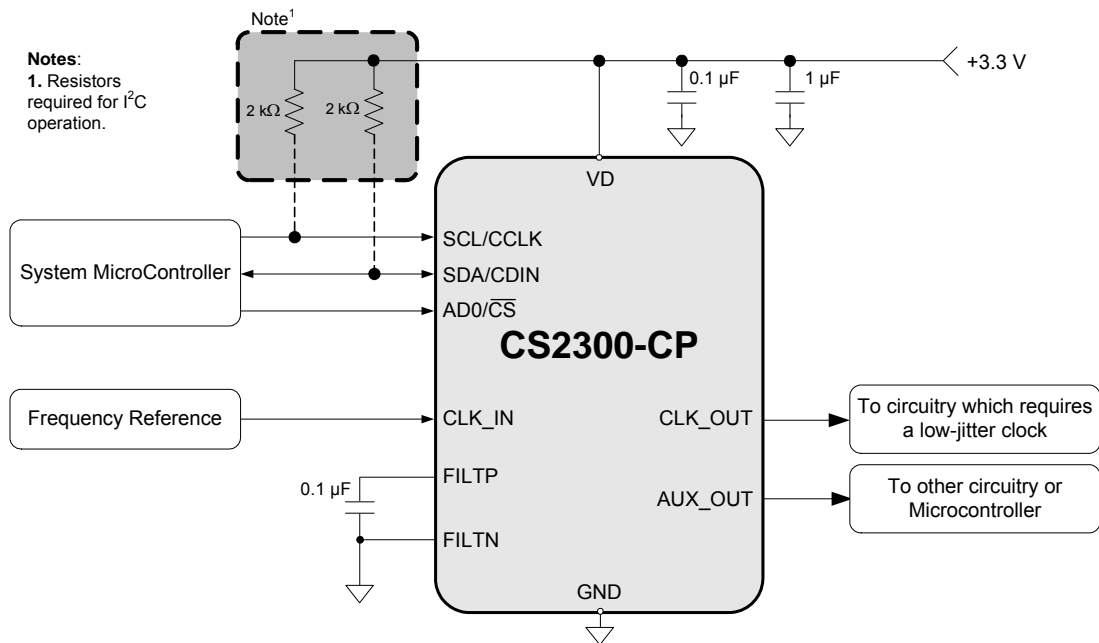 Note¹
Notes:
1. Resistors
required for I²C
operation.
2 kΩ
2 kΩ
0.1 µF
1 µF
+3.3 V
VD
System MicroController
SCL/CCLK
SDA/CDIN
AD0/C̅S̅
CS2300-CP
Frequency Reference
CLK_IN
CLK_OUT
To circuitry which requires
a low-jitter clock
0.1 µF
FILTP
FILTN
AUX_OUT
To other circuitry or
Microcontroller
GND